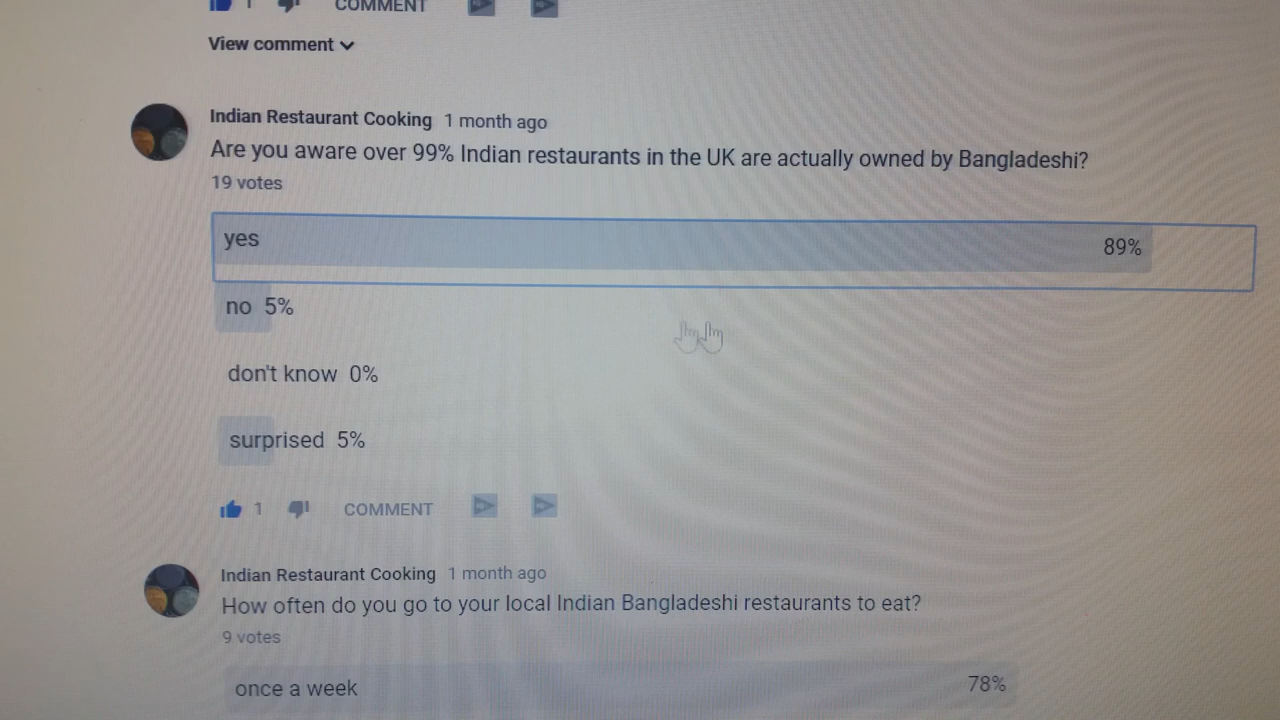 1 COMMENT
View comment
Indian Restaurant Cooking 1 month ago
Are you aware over 99% Indian restaurants in the UK are actually owned by Bangladeshi?
19 votes
yes 89%
no 5%
don't know 0%
surprised 5%
1 COMMENT
Indian Restaurant Cooking 1 month ago
How often do you go to your local Indian Bangladeshi restaurants to eat?
9 votes
once a week 78%